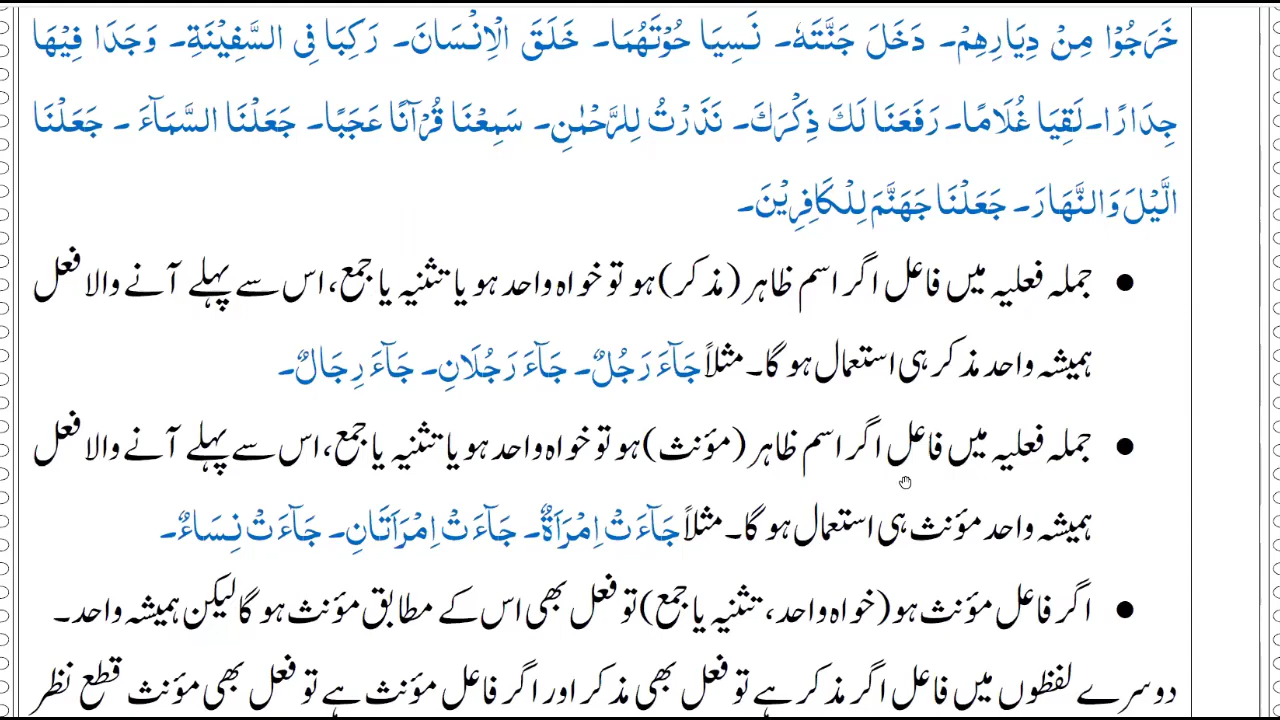 خَرَجُوْا مِنْ دِيَارِهِمْ۔ دَخَلَ جَنَّتَهٗ۔ نَسِيَا حُوْتَهُمَا۔ خَلَقَ الْاِنْسَانَ۔ رَكِبَا فِى السَّفِيْنَةِ۔ وَجَدَا فِيْهَا
جِدَارًا۔ لَقِيَا غُلَامًا۔ رَفَعَنَا لَكَ ذِكْرَكَ۔ نَذَرْتُ لِلرَّحْمٰنِ۔ سَمِعْنَا قُرْآنًا عَجَبًا۔ جَعَلْنَا السَّمَآءَ ۔ جَعَلْنَا
الَّيْلَ وَالنَّهَارَ۔ جَعَلْنَا جَهَنَّمَ لِلْكَافِرِيْنَ۔
● جملہ فعلیہ میں فاعل اگر اسم ظاہر (مذکر) ہو تو خواہ واحد ہو یا تثنیہ یا جمع، اس سے پہلے آنے والا فعل
ہمیشہ واحد مذکر ہی استعمال ہو گا۔ مثلاً جَآءَ رَجُلٌ۔ جَآءَ رَجُلَانِ۔ جَآءَ رِجَالٌ۔
● جملہ فعلیہ میں فاعل اگر اسم ظاہر (مؤنث) ہو تو خواہ واحد ہو یا تثنیہ یا جمع، اس سے پہلے آنے والا فعل
ہمیشہ واحد مؤنث ہی استعمال ہو گا۔ مثلاً جَآءَتْ اِمْرَاَةٌ۔ جَآءَتْ اِمْرَاَتَانِ۔ جَآءَتْ نِسَاءٌ۔
● اگر فاعل مؤنث ہو (خواہ واحد، تثنیہ یا جمع) تو فعل بھی اس کے مطابق مؤنث ہو گا لیکن ہمیشہ واحد۔
دوسرے لفظوں میں فاعل اگر مذکر ہے تو فعل بھی مذکر اور اگر فاعل مؤنث ہے تو فعل بھی مؤنث قطع نظر